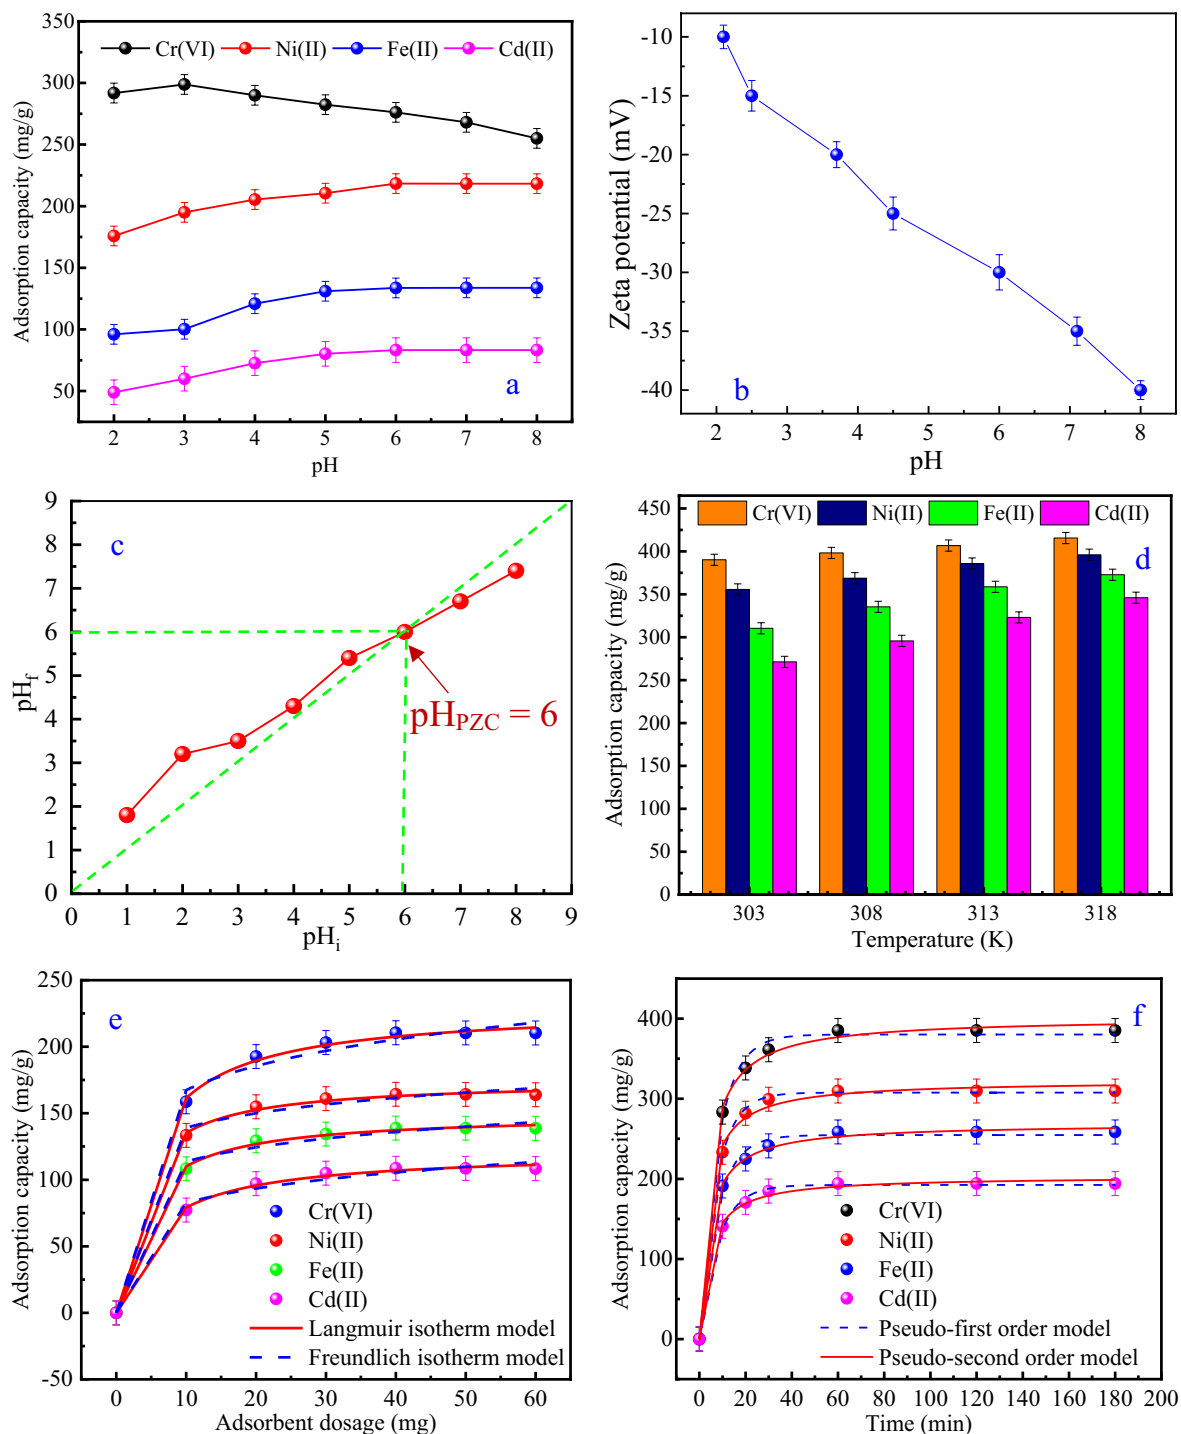 350
300
250
200
150
100
50
Adsorption capacity (mg/g)
Cr(VI) Ni(II) Fe(II) Cd(II)
a
2 3 4 5 6 7 8
pH
-10
-15
-20
-25
-30
-35
-40
Zeta potential (mV)
b
2 3 4 5 6 7 8
pH
9
8
7
6
5
4
3
2
1
0
pH_f
c
pH_PZC = 6
0 1 2 3 4 5 6 7 8 9
pH_i
450
400
350
300
250
200
150
100
50
0
Adsorption capacity (mg/g)
Cr(VI) Ni(II) Fe(II) Cd(II)
d
303 308 313 318
Temperature (K)
250
200
150
100
50
0
-50
Adsorption capacity (mg/g)
e
Cr(VI)
Ni(II)
Fe(II)
Cd(II)
Langmuir isotherm model
Freundlich isotherm model
0 10 20 30 40 50 60
Adsorbent dosage (mg)
400
300
200
100
0
Adsorption capacity (mg/g)
f
Cr(VI)
Ni(II)
Fe(II)
Cd(II)
Pseudo-first order model
Pseudo-second order model
0 20 40 60 80 100 120 140 160 180 200
Time (min)